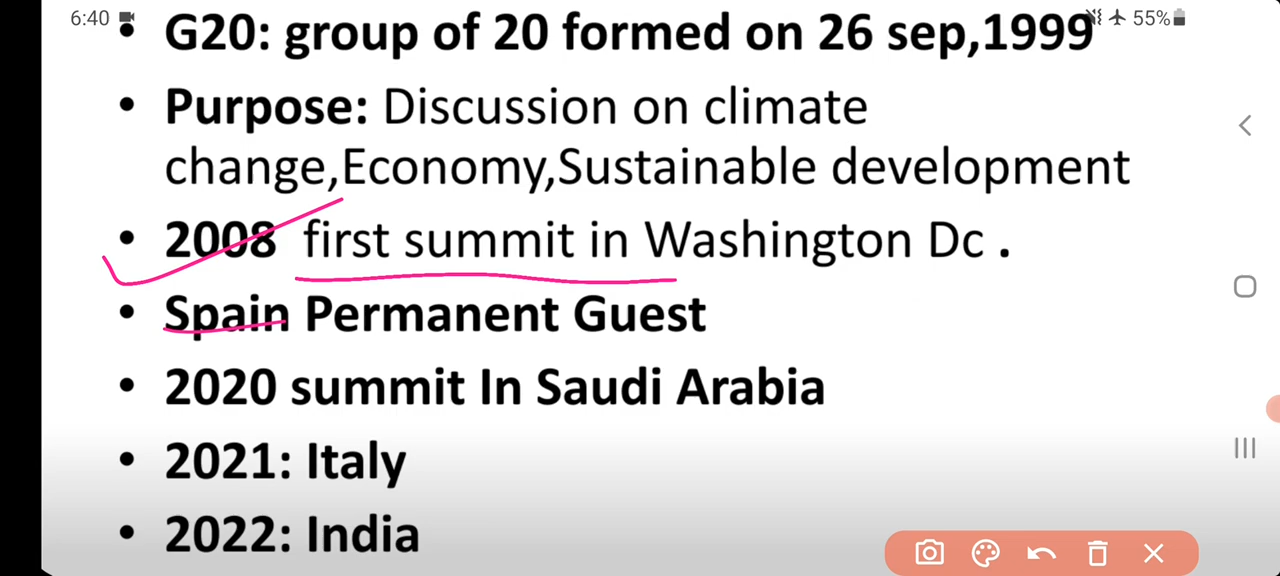 6:40 55%
• G20: group of 20 formed on 26 sep,1999
• Purpose: Discussion on climate
change,Economy,Sustainable development
• 2008 first summit in Washington Dc .
• Spain Permanent Guest
• 2020 summit In Saudi Arabia
• 2021: Italy
• 2022: India